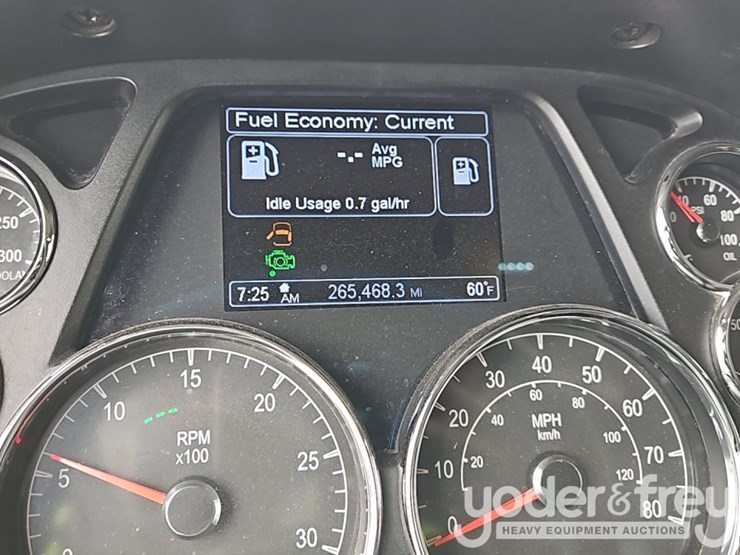 Fuel Economy: Current
-.- Avg
MPG
Idle Usage 0.7 gal/hr
7:25 AM 265,468.3 MI 60°F
250
300
5
10
15
20
25
30
RPM
x100
0
10
20
30
40
50
60
70
80
MPH
km/h
20
40
60
80
100
120
60
80
100
PSI
OIL
yoder&frey
HEAVY EQUIPMENT AUCTIONS